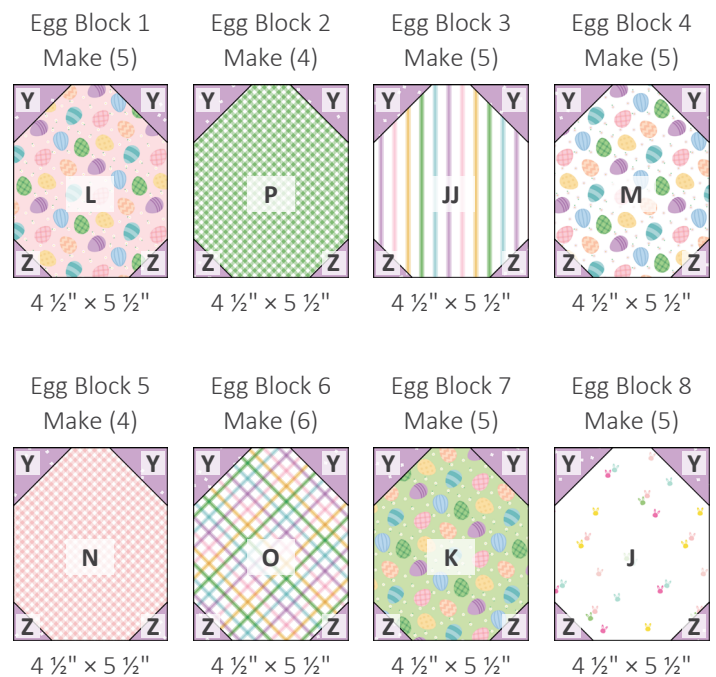 Egg Block 1
Make (5)
Y Y
L
Z Z
4 ½" × 5 ½"
Egg Block 2
Make (4)
Y Y
P
Z Z
4 ½" × 5 ½"
Egg Block 3
Make (5)
Y Y
JJ
Z Z
4 ½" × 5 ½"
Egg Block 4
Make (5)
Y Y
M
Z Z
4 ½" × 5 ½"
Egg Block 5
Make (4)
Y Y
N
Z Z
4 ½" × 5 ½"
Egg Block 6
Make (6)
Y Y
O
Z Z
4 ½" × 5 ½"
Egg Block 7
Make (5)
Y Y
K
Z Z
4 ½" × 5 ½"
Egg Block 8
Make (5)
Y Y
J
Z Z
4 ½" × 5 ½"